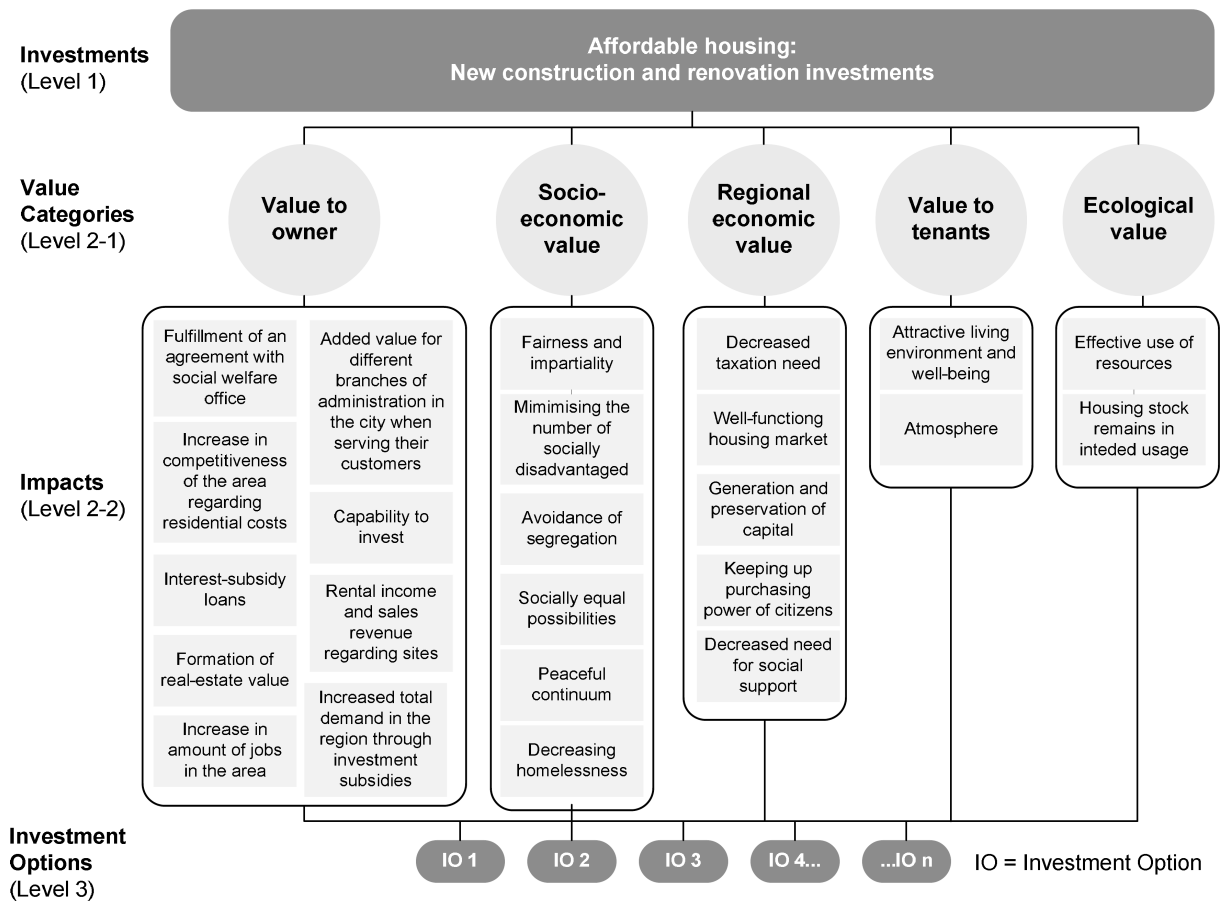 Investments
(Level 1)
Affordable housing:
New construction and renovation investments
Value
Categories
(Level 2-1)
Value to
owner
Socio-
economic
value
Regional
economic
value
Value to
tenants
Ecological
value
Impacts
(Level 2-2)
Fulfillment of an
agreement with
social welfare
office
Increase in
competitiveness
of the area
regarding
residential costs
Interest-subsidy
loans
Formation of
real-estate value
Increase in
amount of jobs
in the area
Added value for
different
branches of
administration in
the city when
serving their
customers
Capability to
invest
Rental income
and sales
revenue
regarding sites
Increased total
demand in the
region through
investment
subsidies
Fairness and
impartiality
Mimimising the
number of
socially
disadvantaged
Avoidance of
segregation
Socially equal
possibilities
Peaceful
continuum
Decreasing
homelessness
Decreased
taxation need
Well-functiong
housing market
Generation and
preservation of
capital
Keeping up
purchasing
power of citizens
Decreased need
for social
support
Attractive living
environment and
well-being
Atmosphere
Effective use of
resources
Housing stock
remains in
inteded usage
Investment
Options
(Level 3)
IO 1
IO 2
IO 3
IO 4...
...IO n
IO = Investment Option